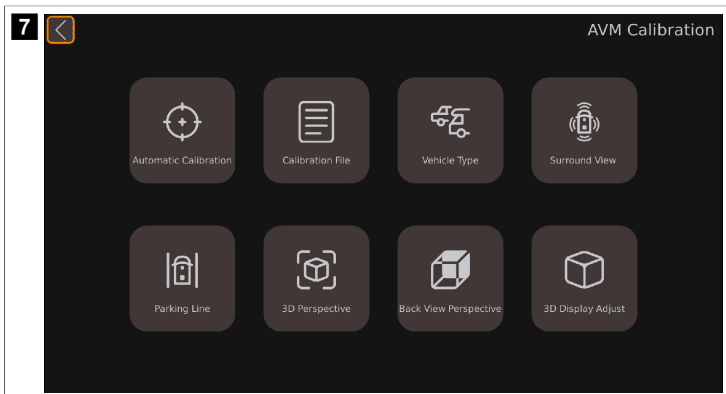 7
AVM Calibration
Automatic Calibration
Calibration File
Vehicle Type
Surround View
Parking Line
3D Perspective
Back View Perspective
3D Display Adjust